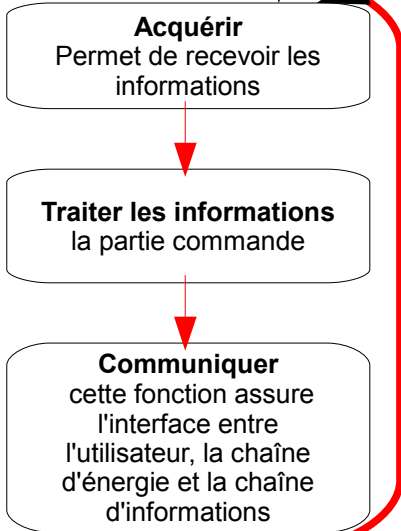 Acquérir
Permet de recevoir les
informations
Traiter les informations
la partie commande
Communiquer
cette fonction assure
l'interface entre
l'utilisateur, la chaîne
d'énergie et la chaîne
d'informations